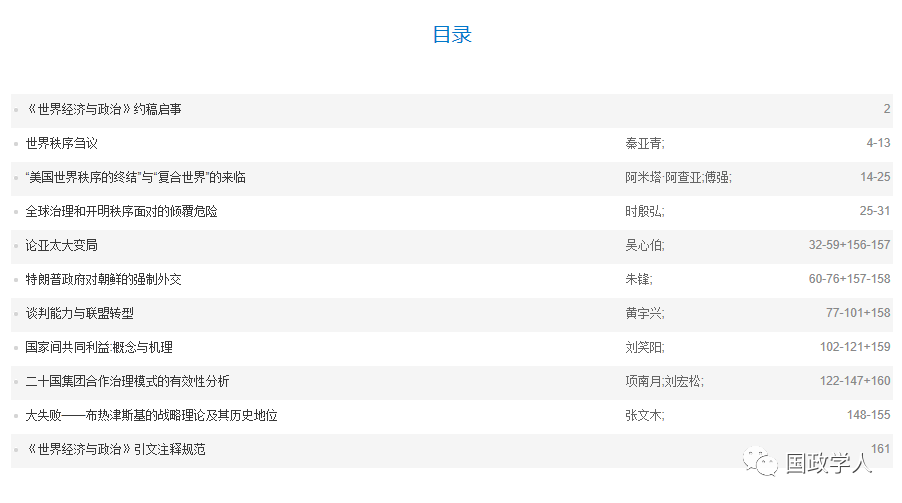 目录
《世界经济与政治》约稿启事 2
世界秩序刍议 秦亚青; 4-13
“美国世界秩序的终结”与“复合世界”的来临 阿米塔·阿查亚;傅强; 14-25
全球治理和开明秩序面对的倾覆危险 时殷弘; 25-31
论亚太大变局 吴心伯; 32-59+156-157
特朗普政府对朝鲜的强制外交 朱锋; 60-76+157-158
谈判能力与联盟转型 黄宇兴; 77-101+158
国家间共同利益:概念与机理 刘笑阳; 102-121+159
二十国集团合作治理模式的有效性分析 项南月;刘宏松; 122-147+160
大失败——布热津斯基的战略理论及其历史地位 张文木; 148-155
《世界经济与政治》引文注释规范 161
国政学人